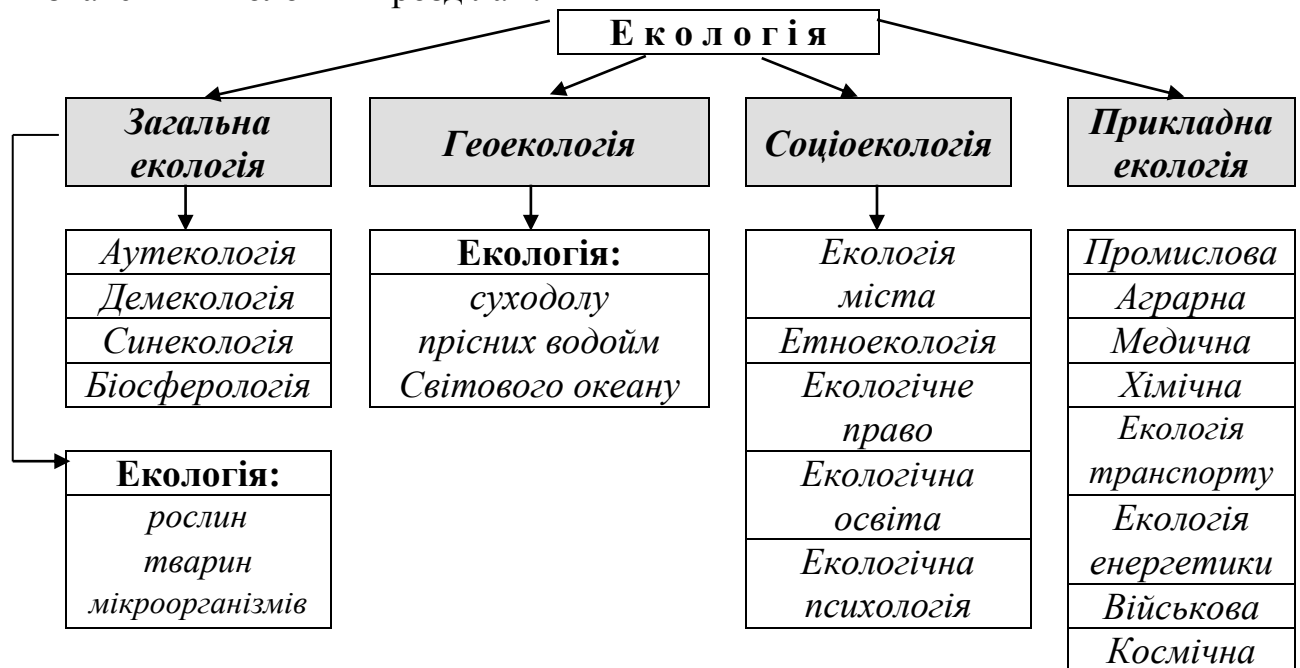 Е к о л о г і я
Загальна
екологія
Геоекологія
Соціоекологія
Прикладна
екологія
Аутекологія
Демекологія
Синекологія
Біосферологія
Екологія:
рослин
тварин
мікроорганізмів
Екологія:
суходолу
прісних водойм
Світового океану
Екологія
міста
Етноекологія
Екологічне
право
Екологічна
освіта
Екологічна
психологія
Промислова
Аграрна
Медична
Хімічна
Екологія
транспорту
Екологія
енергетики
Військова
Космічна